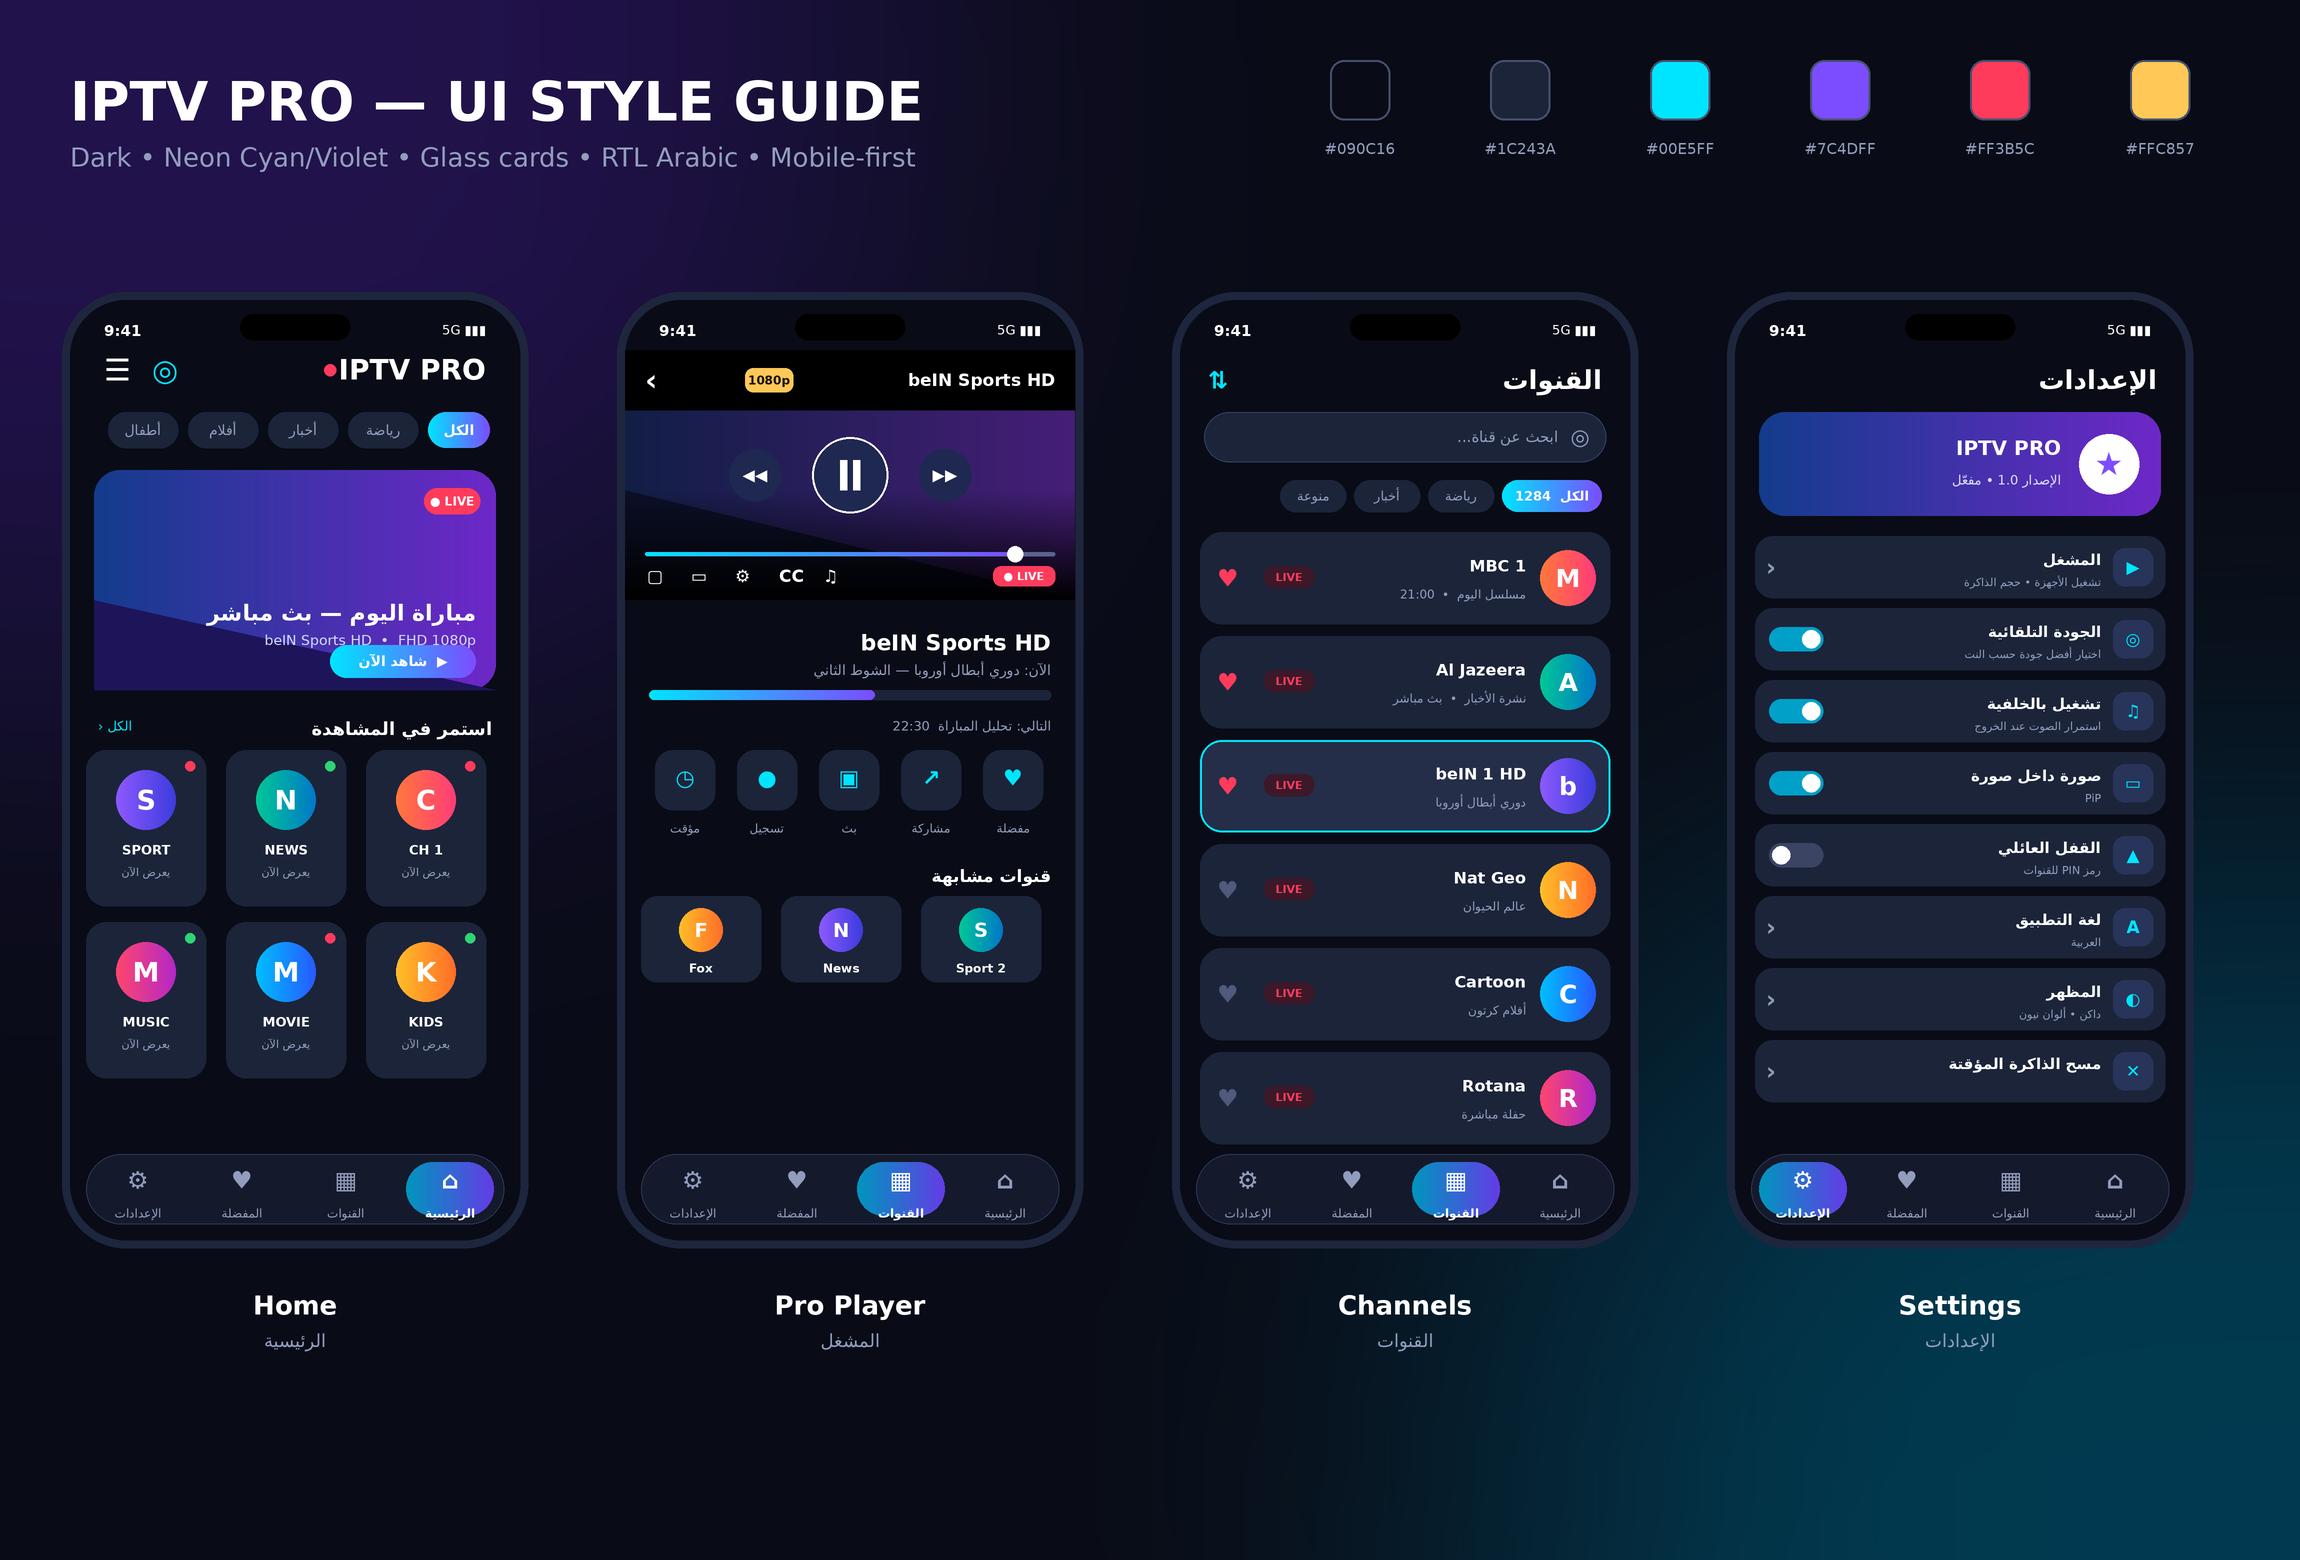 IPTV PRO — UI STYLE GUIDE
Dark • Neon Cyan/Violet • Glass cards • RTL Arabic • Mobile-first
#090C16
#1C243A
#00E5FF
#7C4DFF
#FF3B5C
#FFC857
9:41
5G
IPTV PRO
الكل
رياضة
أخبار
أفلام
أطفال
LIVE
مباراة اليوم — بث مباشر
beIN Sports HD • FHD 1080p
شاهد الآن
استمر في المشاهدة
الكل
SPORT
يعرض الآن
NEWS
يعرض الآن
CH 1
يعرض الآن
MUSIC
يعرض الآن
MOVIE
يعرض الآن
KIDS
يعرض الآن
الرئيسية
القنوات
المفضلة
الإعدادات
Home
الرئيسية
9:41
5G
1080p
beIN Sports HD
CC
LIVE
beIN Sports HD
الآن: دوري أبطال أوروبا — الشوط الثاني
التالي: تحليل المباراة 22:30
مفضلة
مشاركة
بث
تسجيل
مؤقت
قنوات مشابهة
F
Fox
N
News
S
Sport 2
الرئيسية
القنوات
المفضلة
الإعدادات
Pro Player
المشغل
9:41
5G
القنوات
ابحث عن قناة...
الكل 1284
رياضة
أخبار
منوعة
M
MBC 1
مسلسل اليوم • 21:00
LIVE
A
Al Jazeera
نشرة الأخبار • بث مباشر
LIVE
b
beIN 1 HD
دوري أبطال أوروبا
LIVE
N
Nat Geo
عالم الحيوان
LIVE
C
Cartoon
أفلام كرتون
LIVE
R
Rotana
حفلة مباشرة
LIVE
الرئيسية
القنوات
المفضلة
الإعدادات
Channels
القنوات
9:41
5G
الإعدادات
IPTV PRO
الإصدار 1.0 • مفعّل
المشغل
تشغيل الأجهزة • حجم الذاكرة
الجودة التلقائية
اختيار أفضل جودة حسب النت
تشغيل بالخلفية
استمرار الصوت عند الخروج
صورة داخل صورة
PiP
القفل العائلي
رمز PIN للقنوات
A
لغة التطبيق
العربية
المظهر
داكن • ألوان نيون
مسح الذاكرة المؤقتة
الرئيسية
القنوات
المفضلة
الإعدادات
Settings
الإعدادات